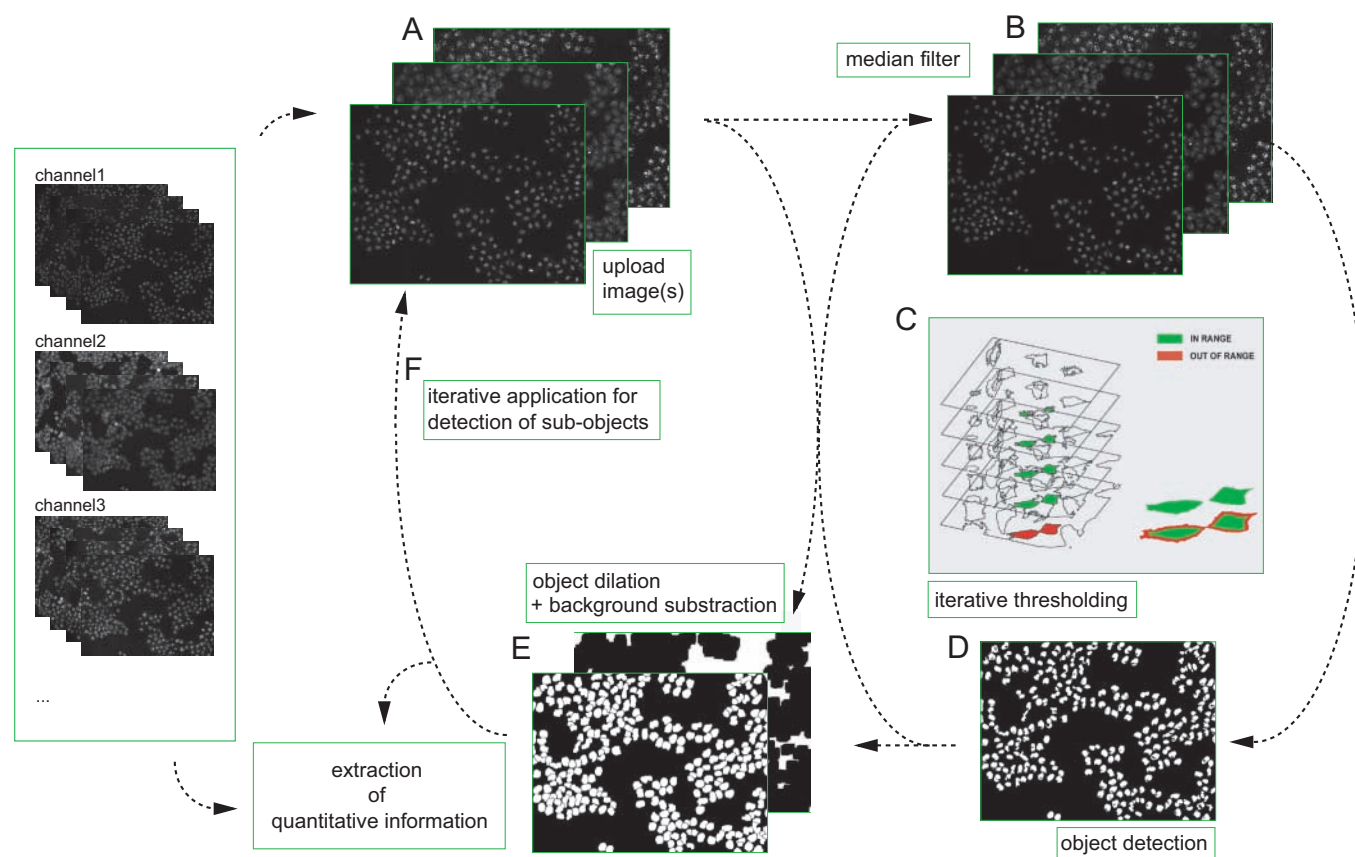 A
B
median filter
channel1
upload
image(s)
C
IN RANGE
OUT OF RANGE
channel2
F
iterative application for
detection of sub-objects
channel3
object dilation
+ background substraction
iterative thresholding
E
D
...
extraction
of
quantitative information
object detection